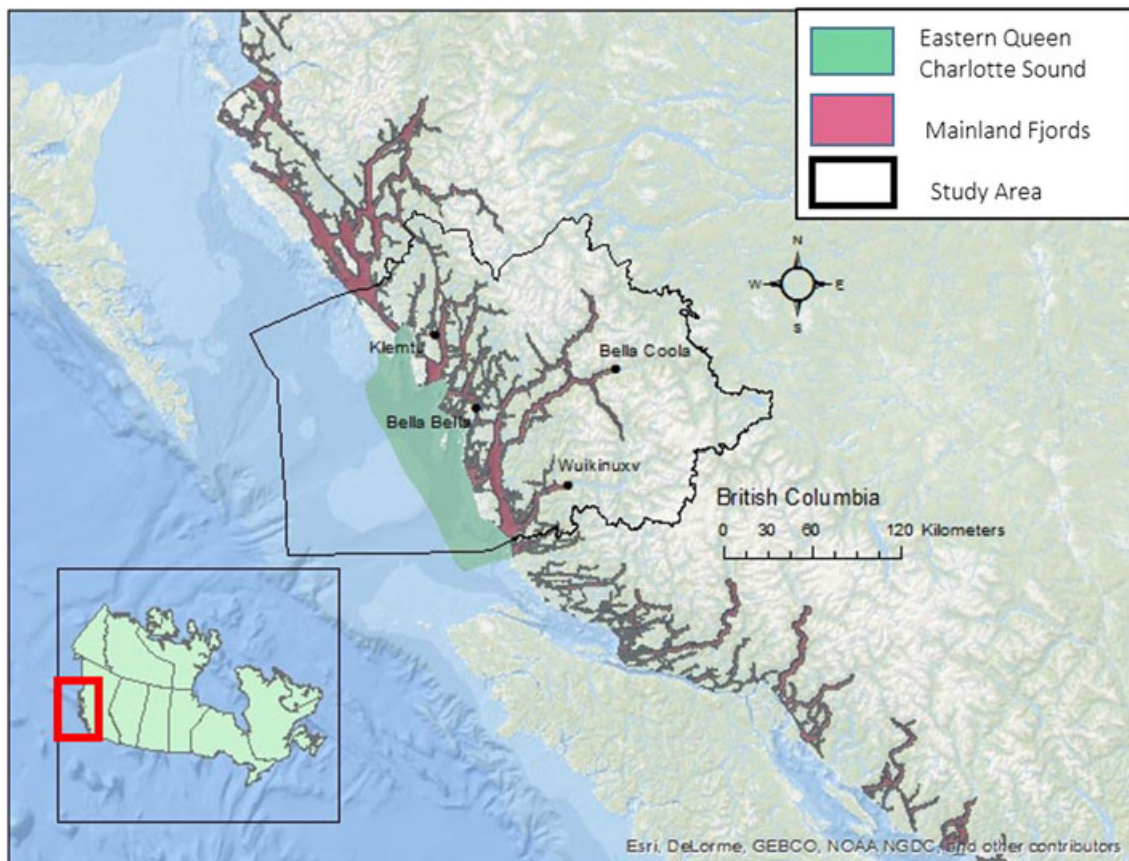 Eastern Queen
Charlotte Sound
Mainland Fjords
Study Area
N
W E
S
Klemtu
Bella Coola
Bella Bella
Wuikinuxv
British Columbia
0 30 60 120 Kilometers
Esri, DeLorme, GEBCO, NOAA NGDC, and other contributors